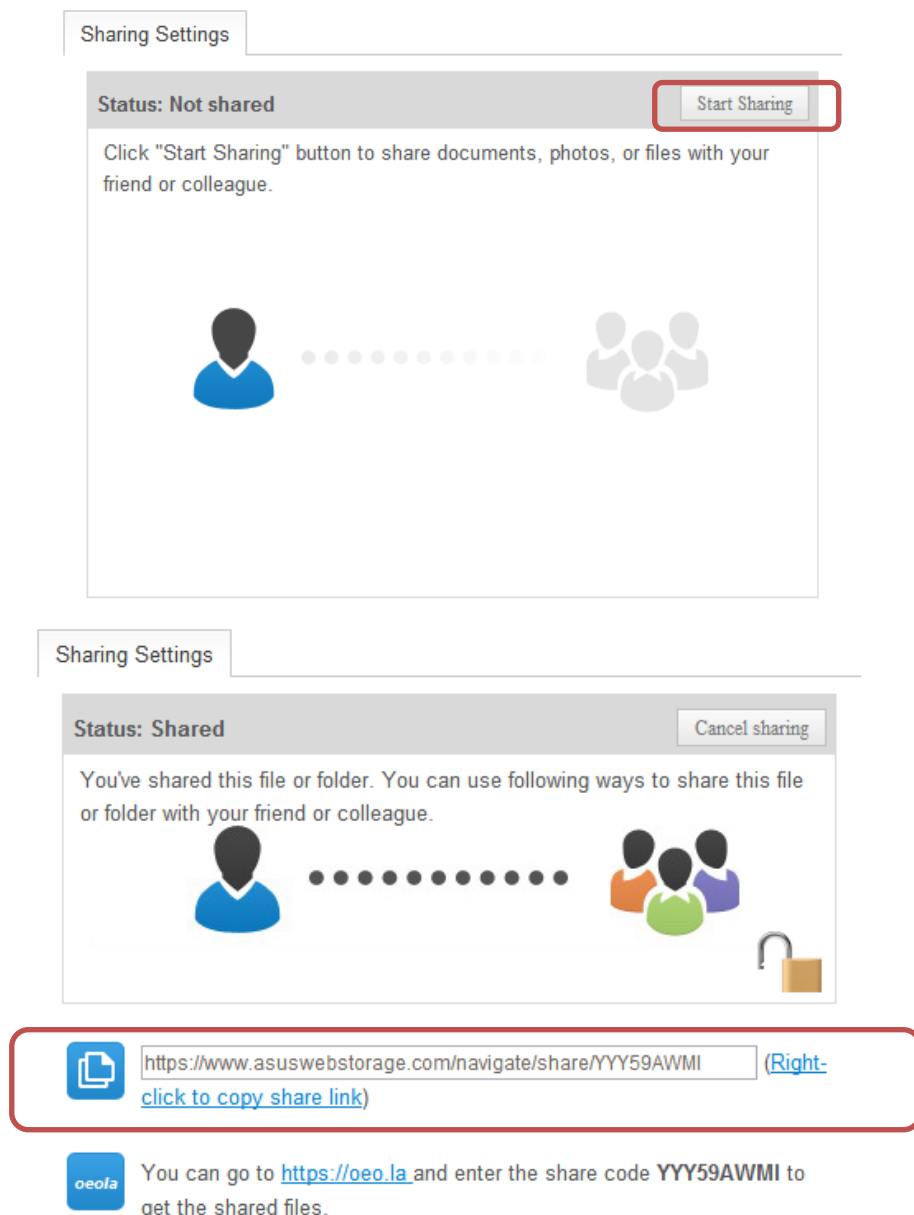 Sharing Settings
Status: Not shared
Start Sharing
Click "Start Sharing" button to share documents, photos, or files with your
friend or colleague.
Sharing Settings
Status: Shared
Cancel sharing
You've shared this file or folder. You can use following ways to share this file
or folder with your friend or colleague.
https://www.asuswebstorage.com/navigate/share/YYY59AWMI (Right-
click to copy share link)
oeola
You can go to https://oeo.la and enter the share code YYY59AWMI to
get the shared files.